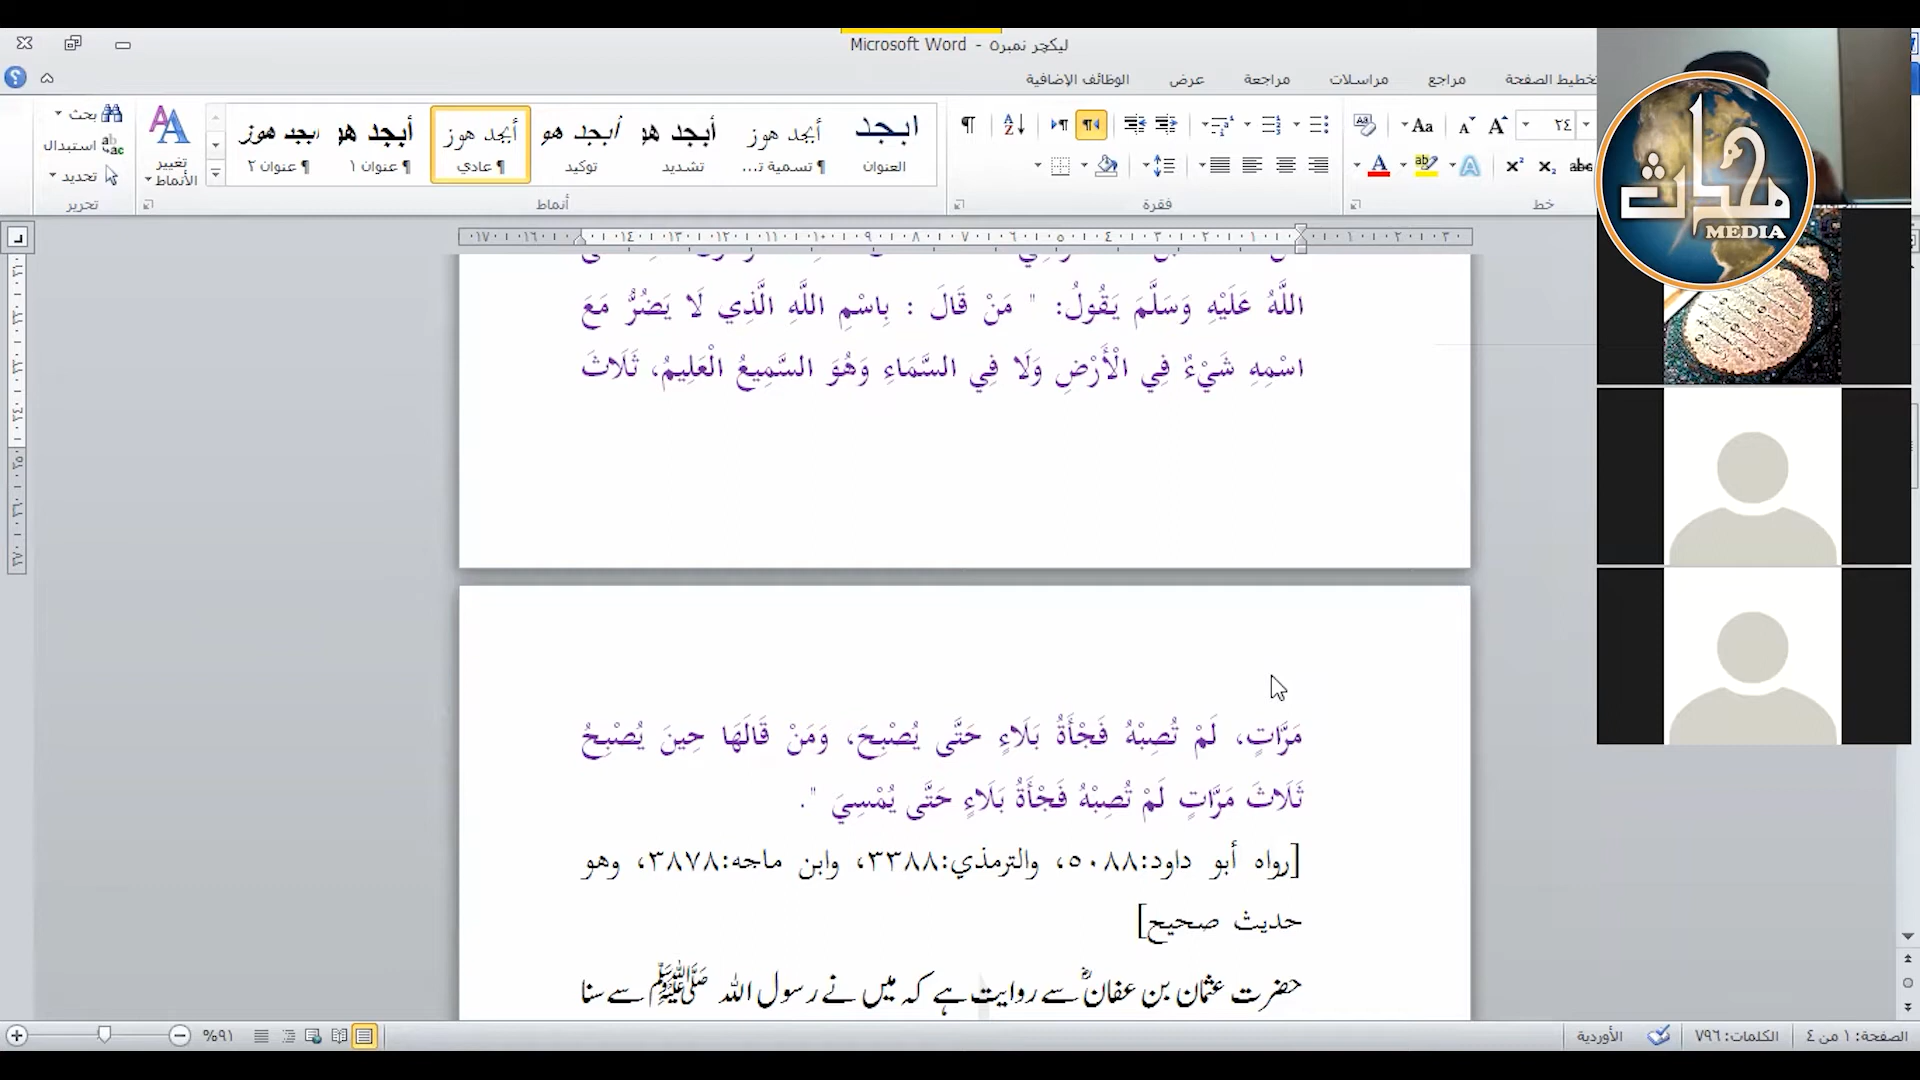 ليكچر نمبر٥ - Microsoft Word
تخطيط الصفحة
مراجع
مراسلات
مراجعة
عرض
الوظائف الإضافية
٢٤
Aa
خط
فقرة
أبجد
العنوان
أبجد هوز
¶ تسمية ت...
أبجد هو
تشديد
أبجد هو
توكيد
أبجد هوز
¶ عادي
أبجد هو
¶ عنوان ١
ابجد هوز
¶ عنوان ٢
أنماط
تغيير
الأنماط
بحث
استبدال
تحديد
تحرير
MEDIA
اللَّهُ عَلَيْهِ وَسَلَّمَ يَقُولُ: " مَنْ قَالَ : بِاسْمِ اللَّهِ الَّذِي لَا يَضُرُّ مَعَ
اسْمِهِ شَيْءٌ فِي الْأَرْضِ وَلَا فِي السَّمَاءِ وَهُوَ السَّمِيعُ الْعَلِيمُ، ثَلَاثَ
مَرَّاتٍ، لَمْ تُصِبْهُ فَجْأَةُ بَلَاءٍ حَتَّى يُصْبِحَ، وَمَنْ قَالَهَا حِينَ يُصْبِحُ
ثَلَاثَ مَرَّاتٍ لَمْ تُصِبْهُ فَجْأَةُ بَلَاءٍ حَتَّى يُمْسِيَ ".
[رواه أبو داود:٥٠٨٨، والترمذي:٣٣٨٨، وابن ماجه:٣٨٧٨، وهو
حديث صحيح]
حضرت عثمان بن عفانؓ سے روایت ہے کہ میں نے رسول اللہ ﷺ سے سنا
الصفحة: ١ من ٤
الكلمات: ٧٩٦
الأوردية
٩١%